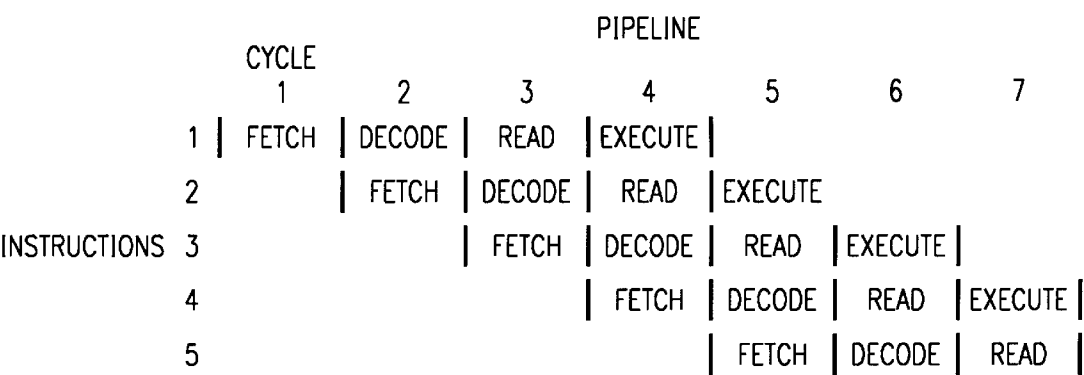 PIPELINE
CYCLE
1 2 3 4 5 6 7
1 | FETCH | DECODE | READ | EXECUTE |
2 | FETCH | DECODE | READ | EXECUTE
INSTRUCTIONS 3 | FETCH | DECODE | READ | EXECUTE |
4 | FETCH | DECODE | READ | EXECUTE |
5 | FETCH | DECODE | READ |